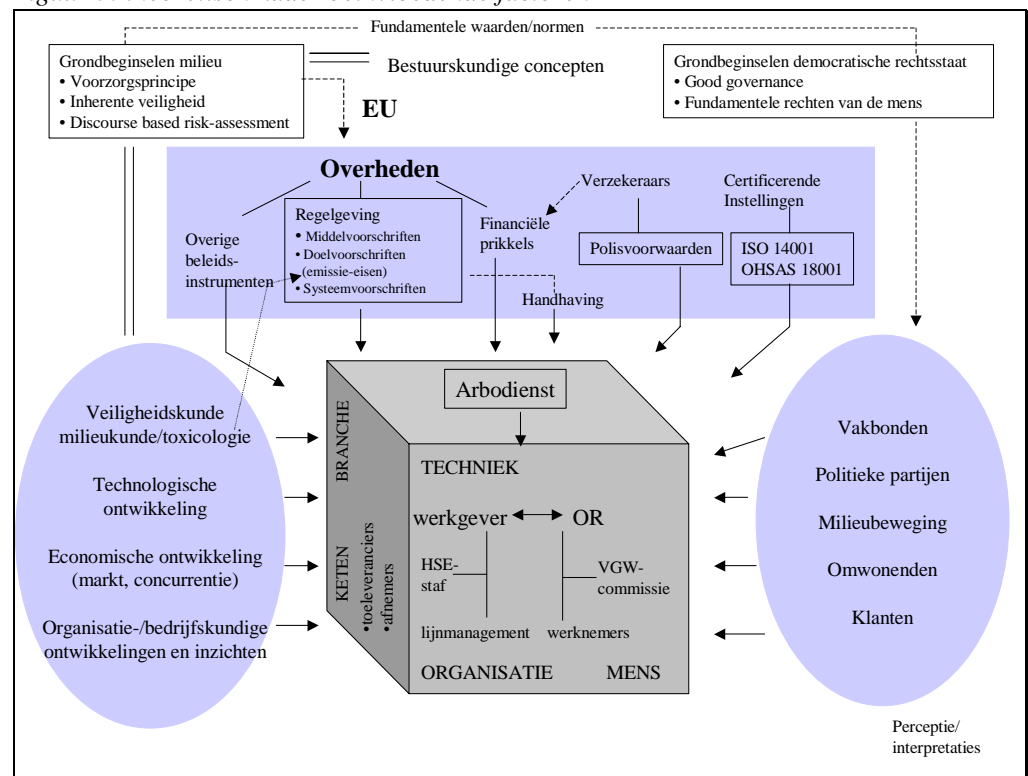 Fundamentele waarden/normen
Grondbeginselen milieu
• Voorzorgsprincipe
• Inherente veiligheid
• Discourse based risk-assessment
Bestuurskundige concepten
Grondbeginselen democratische rechtsstaat
• Good governance
• Fundamentele rechten van de mens
EU
Overheden
Overige
beleids-
instrumenten
Regelgeving
• Middelvoorschriften
• Doelvoorschriften
(emissie-eisen)
• Systeemvoorschriften
Financiële
prikkels
Handhaving
Verzekeraars
Polisvoorwaarden
Certificerende
Instellingen
ISO 14001
OHSAS 18001
Veiligheidskunde
milieukunde/toxicologie
Technologische
ontwikkeling
Economische ontwikkeling
(markt, concurrentie)
Organisatie-/bedrijfskundige
ontwikkelingen en inzichten
BRANCHE
KETEN
•toeleveranciers
•afnemers
Arbodienst
TECHNIEK
werkgever
OR
HSE-
staf
VGW-
commissie
lijnmanagement
werknemers
ORGANISATIE
MENS
Vakbonden
Politieke partijen
Milieubeweging
Omwonenden
Klanten
Perceptie/
interpretaties